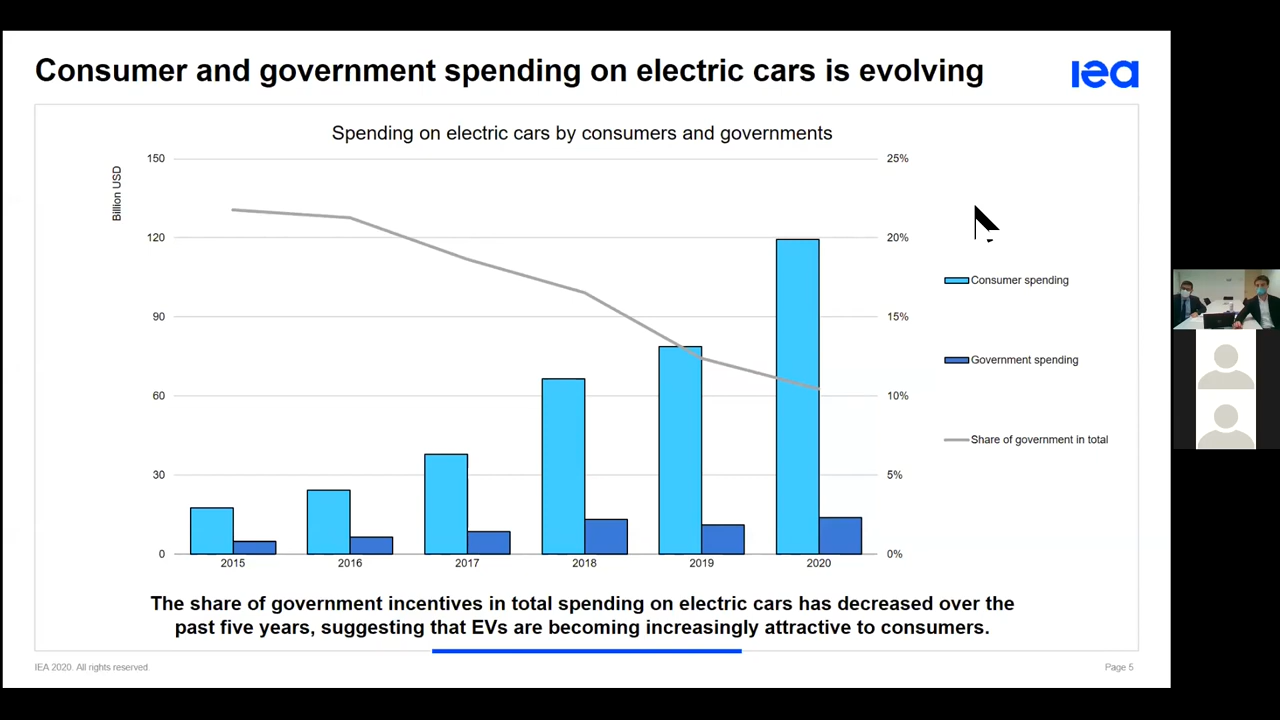 Consumer and government spending on electric cars is evolving
iea
Spending on electric cars by consumers and governments
Billion USD
150
120
90
60
30
0
25%
20%
15%
10%
5%
0%
2015 2016 2017 2018 2019 2020
Consumer spending
Government spending
Share of government in total
The share of government incentives in total spending on electric cars has decreased over the
past five years, suggesting that EVs are becoming increasingly attractive to consumers.
IEA 2020. All rights reserved.
Page 5